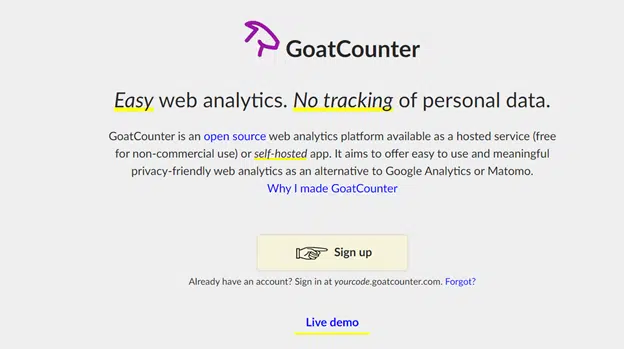 GoatCounter
Easy web analytics. No tracking of personal data.
GoatCounter is an open source web analytics platform available as a hosted service (free
for non-commercial use) or self-hosted app. It aims to offer easy to use and meaningful
privacy-friendly web analytics as an alternative to Google Analytics or Matomo.
Why I made GoatCounter
Sign up
Already have an account? Sign in at yourcode.goatcounter.com. Forgot?
Live demo